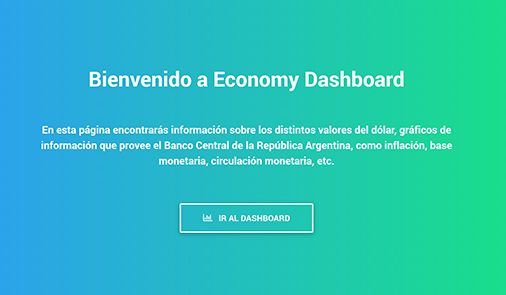 Bienvenido a Economy Dashboard
En esta página encontrarás información sobre los distintos valores del dólar, gráficos de
información que provee el Banco Central de la República Argentina, como inflación, base
monetaria, circulación monetaria, etc.
IR AL DASHBOARD